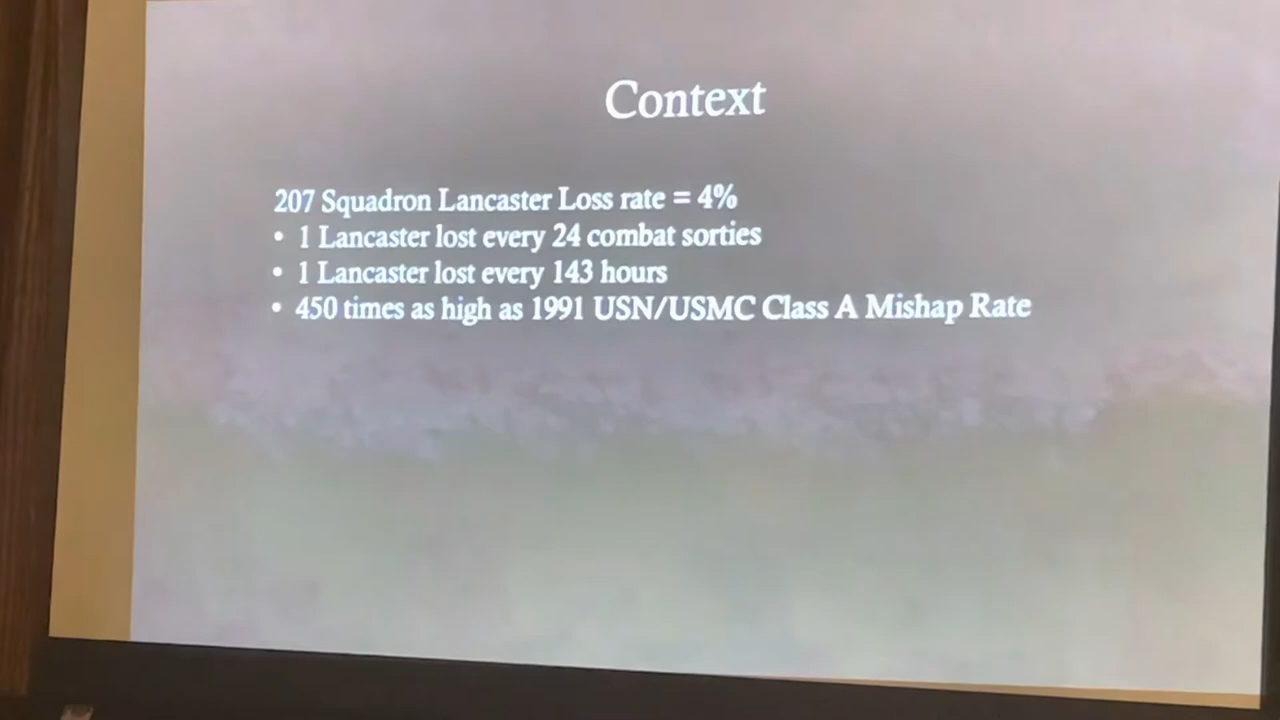 Context
207 Squadron Lancaster Loss rate = 4%
• 1 Lancaster lost every 24 combat sorties
• 1 Lancaster lost every 143 hours
• 450 times as high as 1991 USN/USMC Class A Mishap Rate